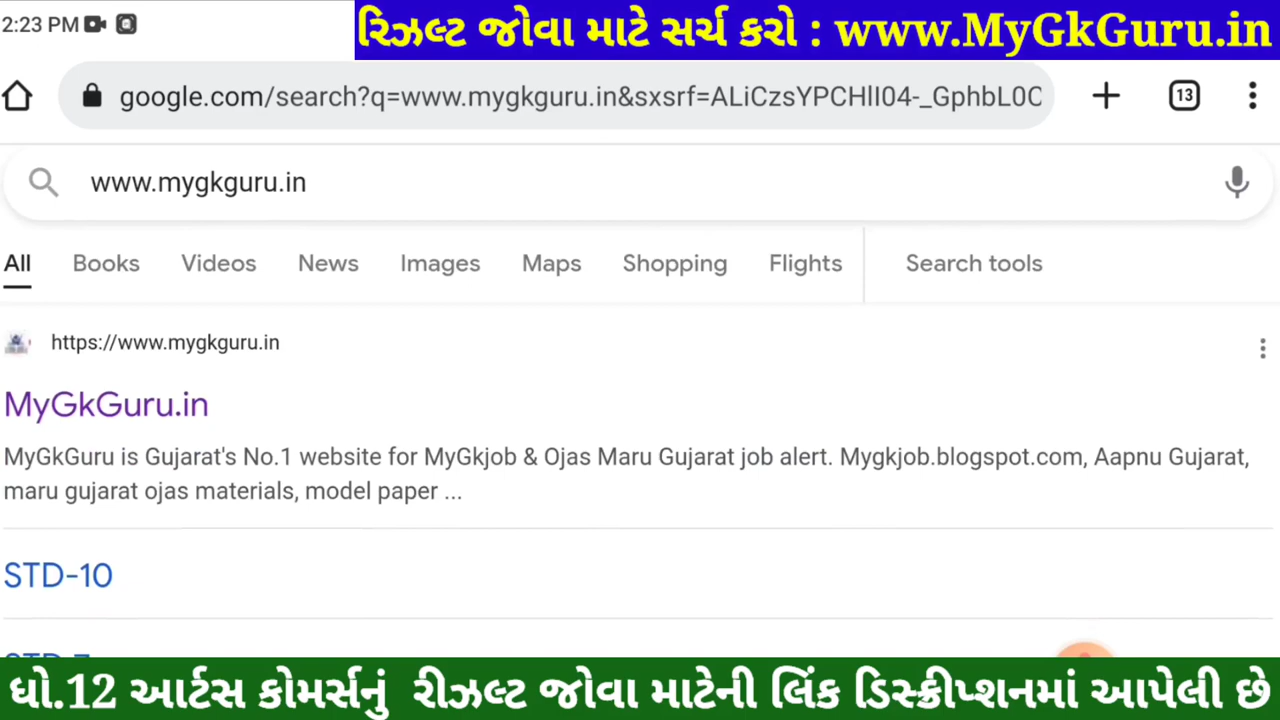 2:23 PM
રિઝલ્ટ જોવા માટે સર્ચ કરો : www.MyGkGuru.in
google.com/search?q=www.mygkguru.in&sxsrf=ALiCzsYPCHlI04-_GphbL0C
13
www.mygkguru.in
All Books Videos News Images Maps Shopping Flights Search tools
https://www.mygkguru.in
MyGkGuru.in
MyGkGuru is Gujarat's No.1 website for MyGkjob & Ojas Maru Gujarat job alert. Mygkjob.blogspot.com, Aapnu Gujarat,
maru gujarat ojas materials, model paper ...
STD-10
ધો.12 આર્ટસ કોમર્સનું રીઝલ્ટ જોવા માટેની લિંક ડિસ્ક્રીપ્શનમાં આપેલી છે